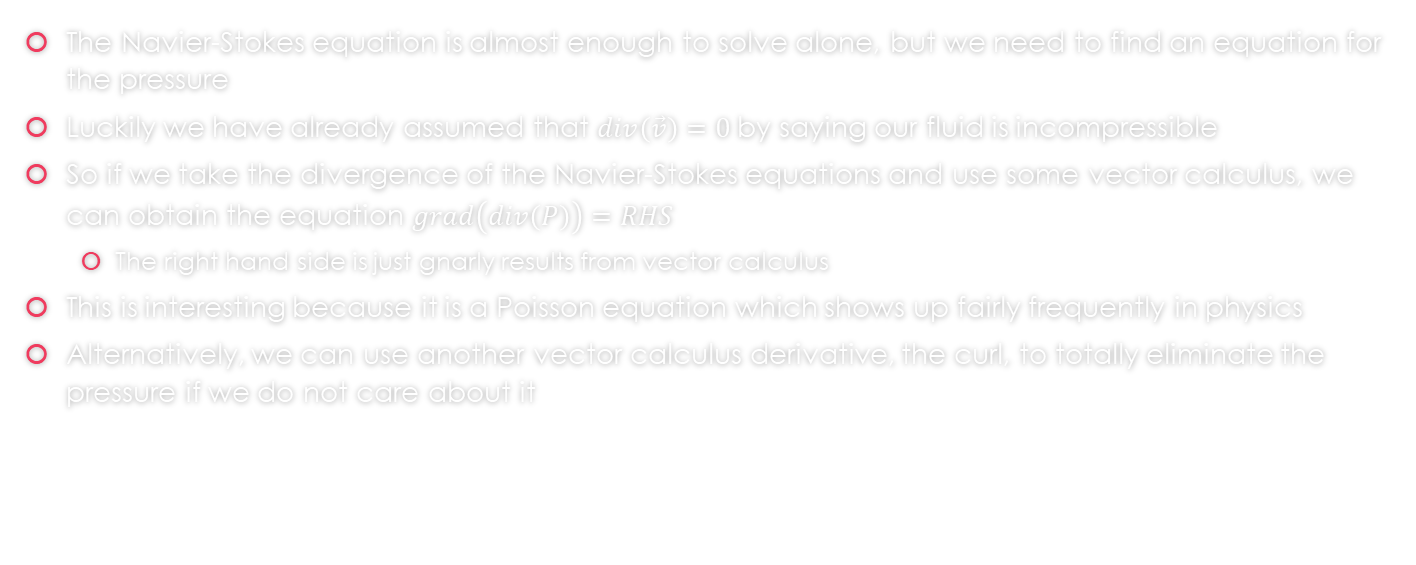 The Navier-Stokes equation is almost enough to solve alone, but we need to find an equation for
the pressure
Luckily we have already assumed that div(v⃗) = 0 by saying our fluid is incompressible
So if we take the divergence of the Navier-Stokes equations and use some vector calculus, we
can obtain the equation grad(div(P)) = RHS
The right hand side is just gnarly results from vector calculus
This is interesting because it is a Poisson equation which shows up fairly frequently in physics
Alternatively, we can use another vector calculus derivative, the curl, to totally eliminate the
pressure if we do not care about it